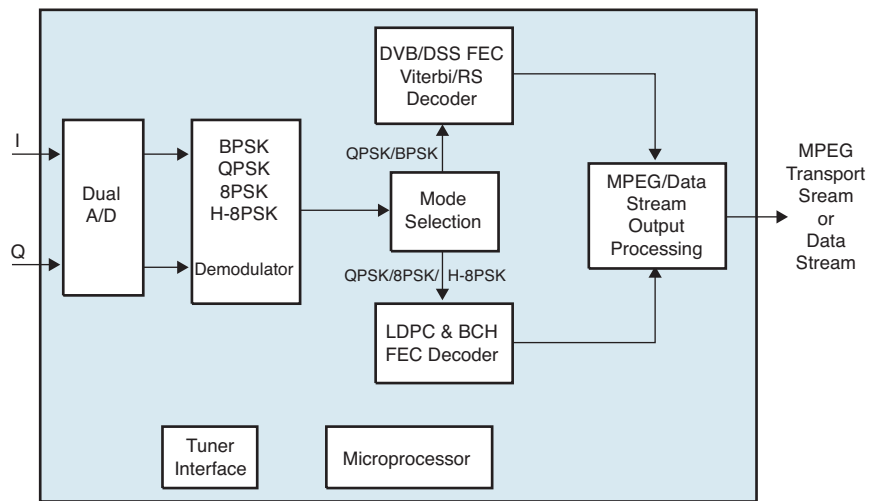 I
Q
Dual
A/D
BPSK
QPSK
8PSK
H-8PSK
Demodulator
DVB/DSS FEC
Viterbi/RS
Decoder
QPSK/BPSK
Mode
Selection
QPSK/8PSK/ H-8PSK
LDPC & BCH
FEC Decoder
MPEG/Data
Stream
Output
Processing
MPEG
Transport
Sream
or
Data
Stream
Tuner
Interface
Microprocessor